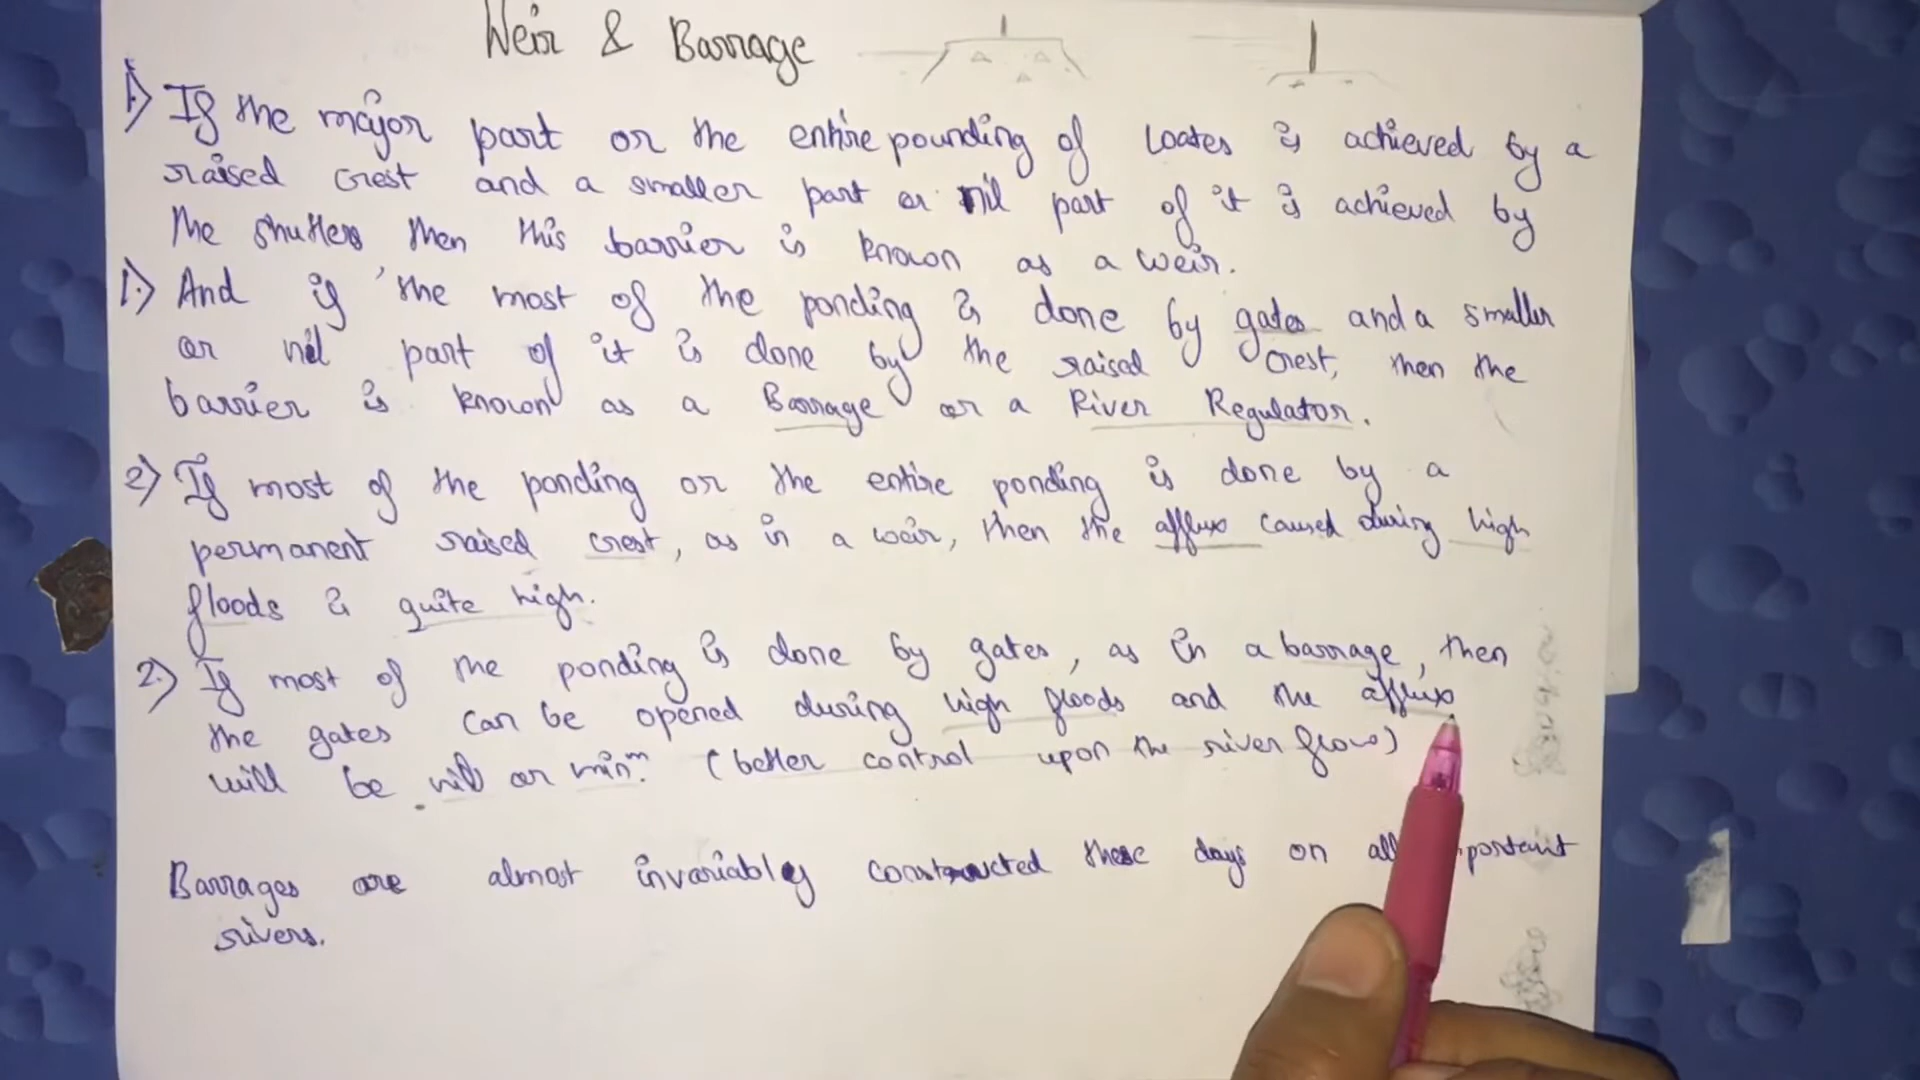 Weir & Barrage
1.) If the major part or the entire pounding of water is achieved by a
raised crest and a smaller part or nil part of it is achieved by
the shutters then this barrier is known as a weir.
1.) And if the most of the ponding is done by gates and a smaller
or nil part of it is done by the raised crest, then the
barrier is known as a Barrage or a River Regulator.
2) If most of the ponding or the entire ponding is done by a
permanent raised crest, as in a weir, then the afflux caused during high
floods is quite high.
2.) If most of the ponding is done by gates, as in a barrage, then
the gates can be opened during high floods and the afflux
will be nil or minm. (better control upon the river flow)
Barrages are almost invariably constructed these days on all portant
rivers.